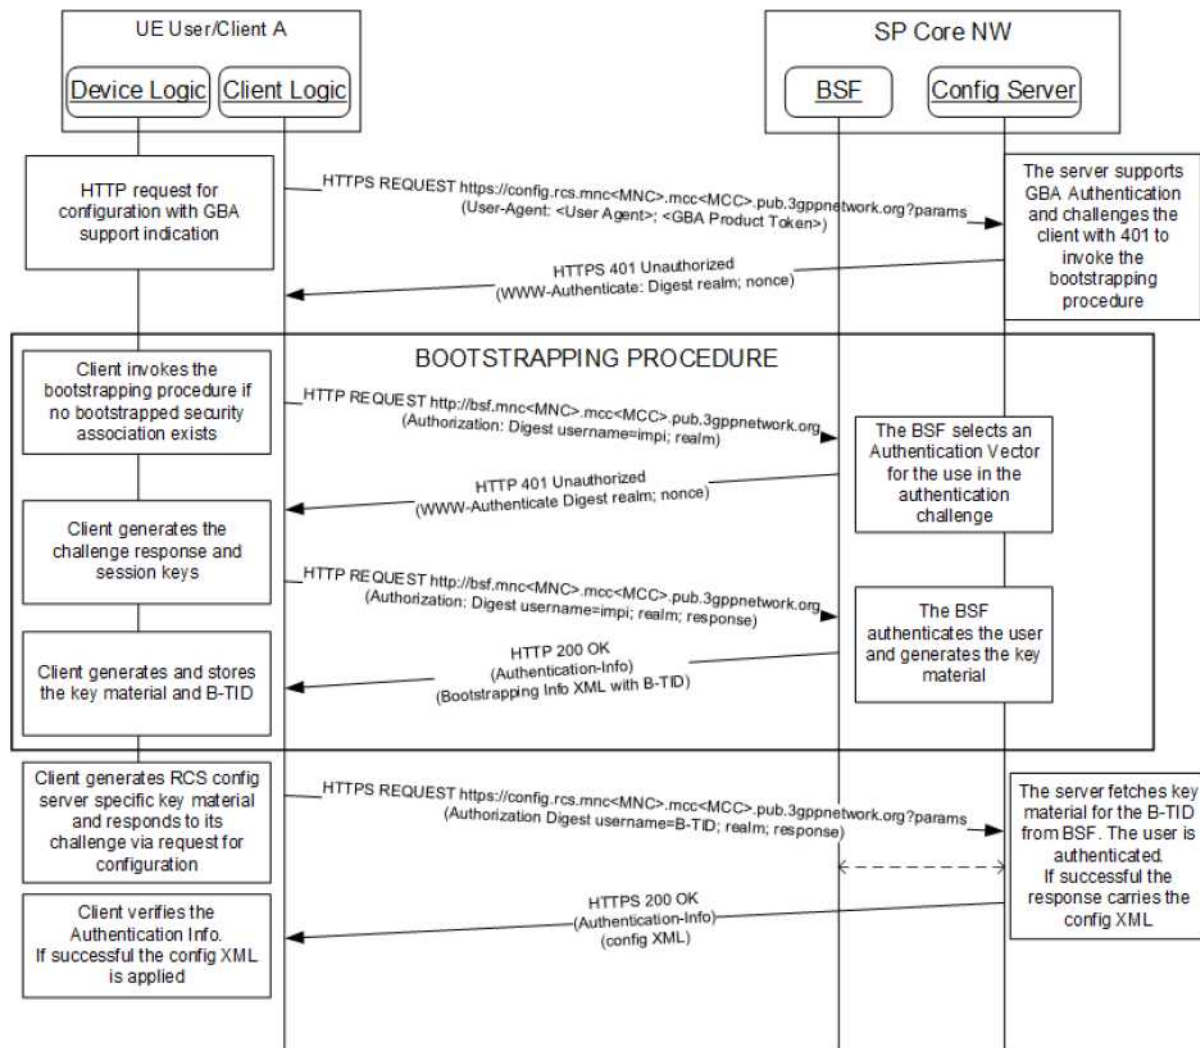 UE User/Client A
SP Core NW
Device Logic
Client Logic
BSF
Config Server
HTTP request for
configuration with GBA
support indication
HTTPS REQUEST https://config.rcs.mnc<MNC>.mcc<MCC>.pub.3gppnetwork.org?params
(User-Agent: <User Agent>; <GBA Product Token>)
The server supports
GBA Authentication
and challenges the
client with 401 to
invoke the
bootstrapping
procedure
HTTPS 401 Unauthorized
(WWW-Authenticate: Digest realm; nonce)
BOOTSTRAPPING PROCEDURE
Client invokes the
bootstrapping procedure if
no bootstrapped security
association exists
HTTP REQUEST http://bsf.mnc<MNC>.mcc<MCC>.pub.3gppnetwork.org
(Authorization: Digest username=impi; realm)
The BSF selects an
Authentication Vector
for the use in the
authentication
challenge
HTTP 401 Unauthorized
(WWW-Authenticate Digest realm; nonce)
Client generates the
challenge response and
session keys
HTTP REQUEST http://bsf.mnc<MNC>.mcc<MCC>.pub.3gppnetwork.org
(Authorization; Digest username=impi; realm; response)
The BSF
authenticates the user
and generates the key
material
HTTP 200 OK
(Authentication-Info)
(Bootstrapping Info XML with B-TID)
Client generates and stores
the key material and B-TID
Client generates RCS config
server specific key material
and responds to its
challenge via request for
configuration
HTTPS REQUEST https://config.rcs.mnc<MNC>.mcc<MCC>.pub.3gppnetwork.org?params
(Authorization Digest username=B-TID; realm; response)
The server fetches key
material for the B-TID
from BSF. The user is
authenticated.
If successful the
response carries the
config XML
HTTPS 200 OK
(Authentication-Info)
(config XML)
Client verifies the
Authentication Info.
If successful the config XML
is applied